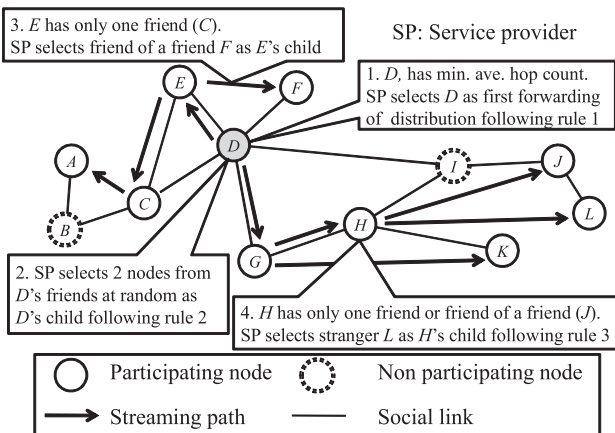 3. E has only one friend (C).
SP selects friend of a friend F as E's child
SP: Service provider
1. D, has min. ave. hop count.
SP selects D as first forwarding
of distribution following rule 1
E
F
D
A
I
J
C
B
H
L
G
K
2. SP selects 2 nodes from
D's friends at random as
D's child following rule 2
4. H has only one friend or friend of a friend (J).
SP selects stranger L as H's child following rule 3
Participating node
Non participating node
Streaming path
Social link